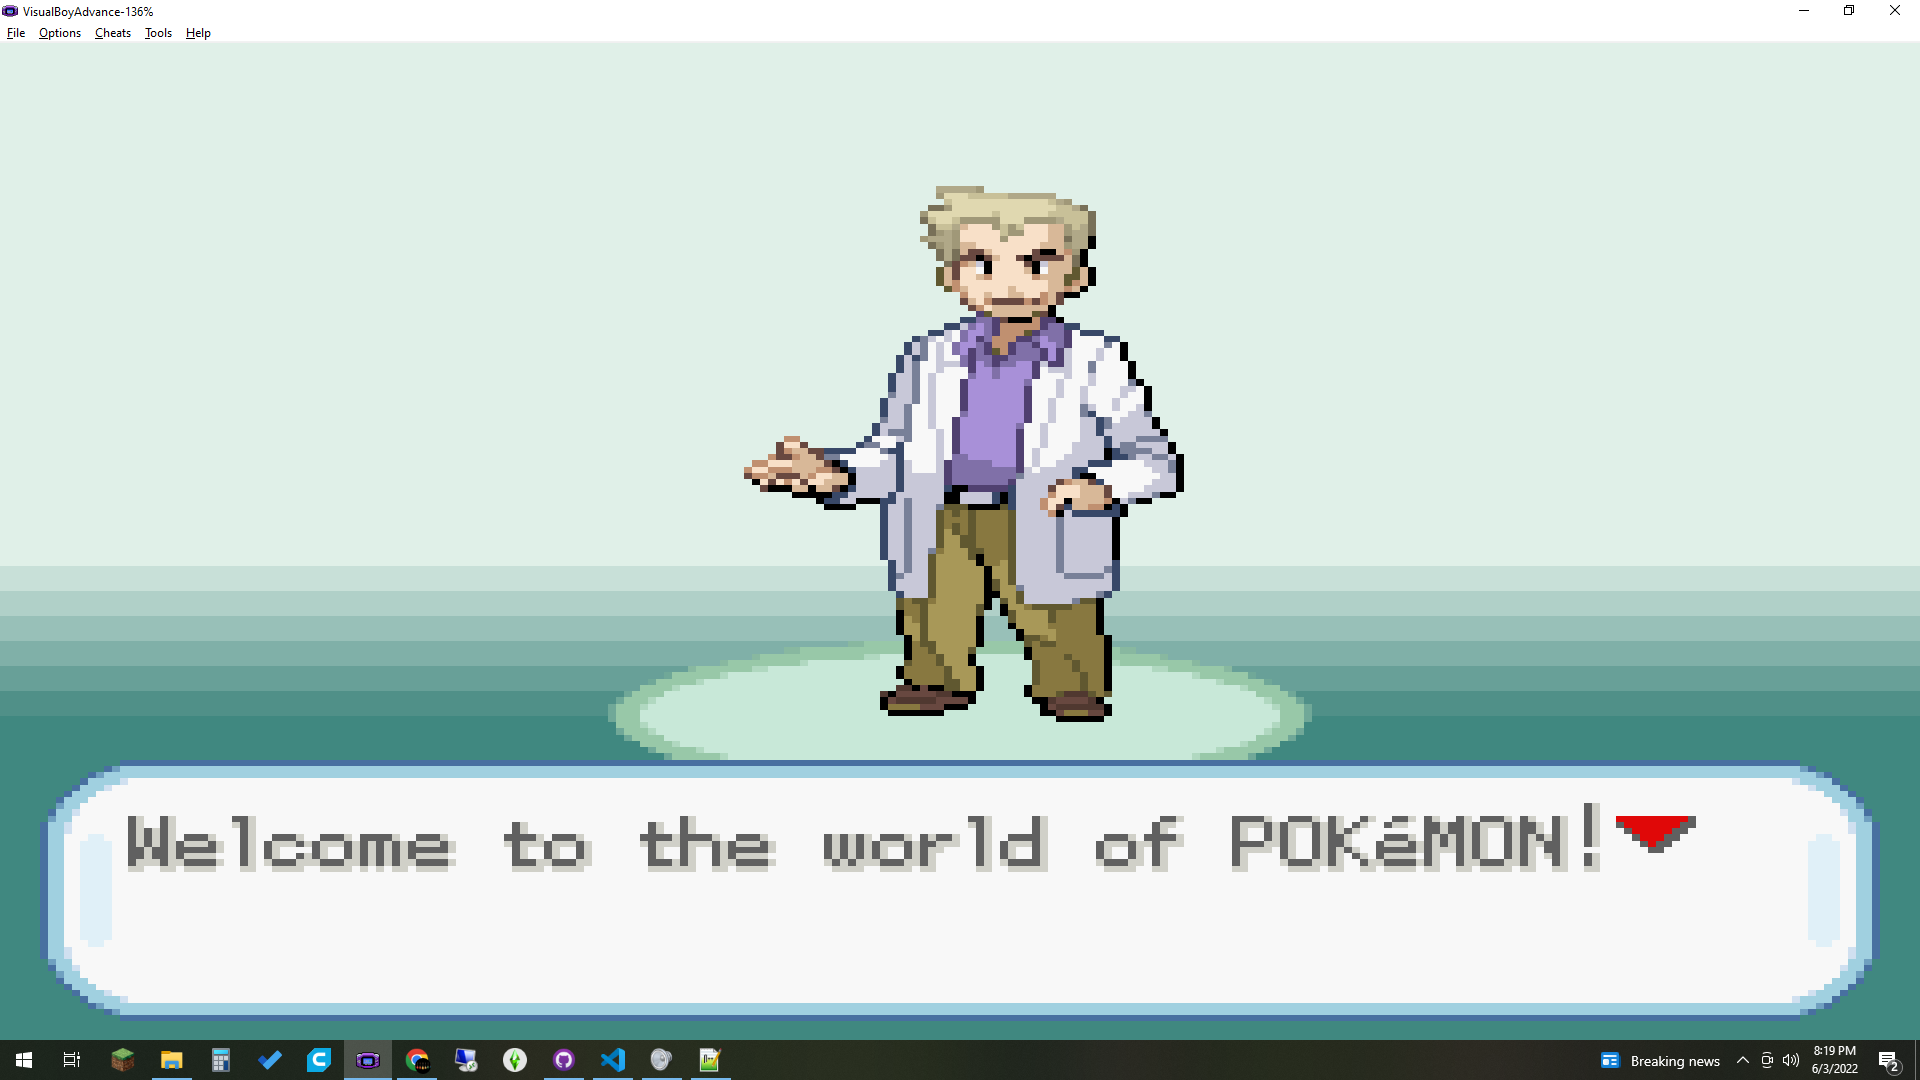 VisualBoyAdvance-136%
File Options Cheats Tools Help
Welcome to the world of POKéMON!
Breaking news
8:19 PM
6/3/2022
2